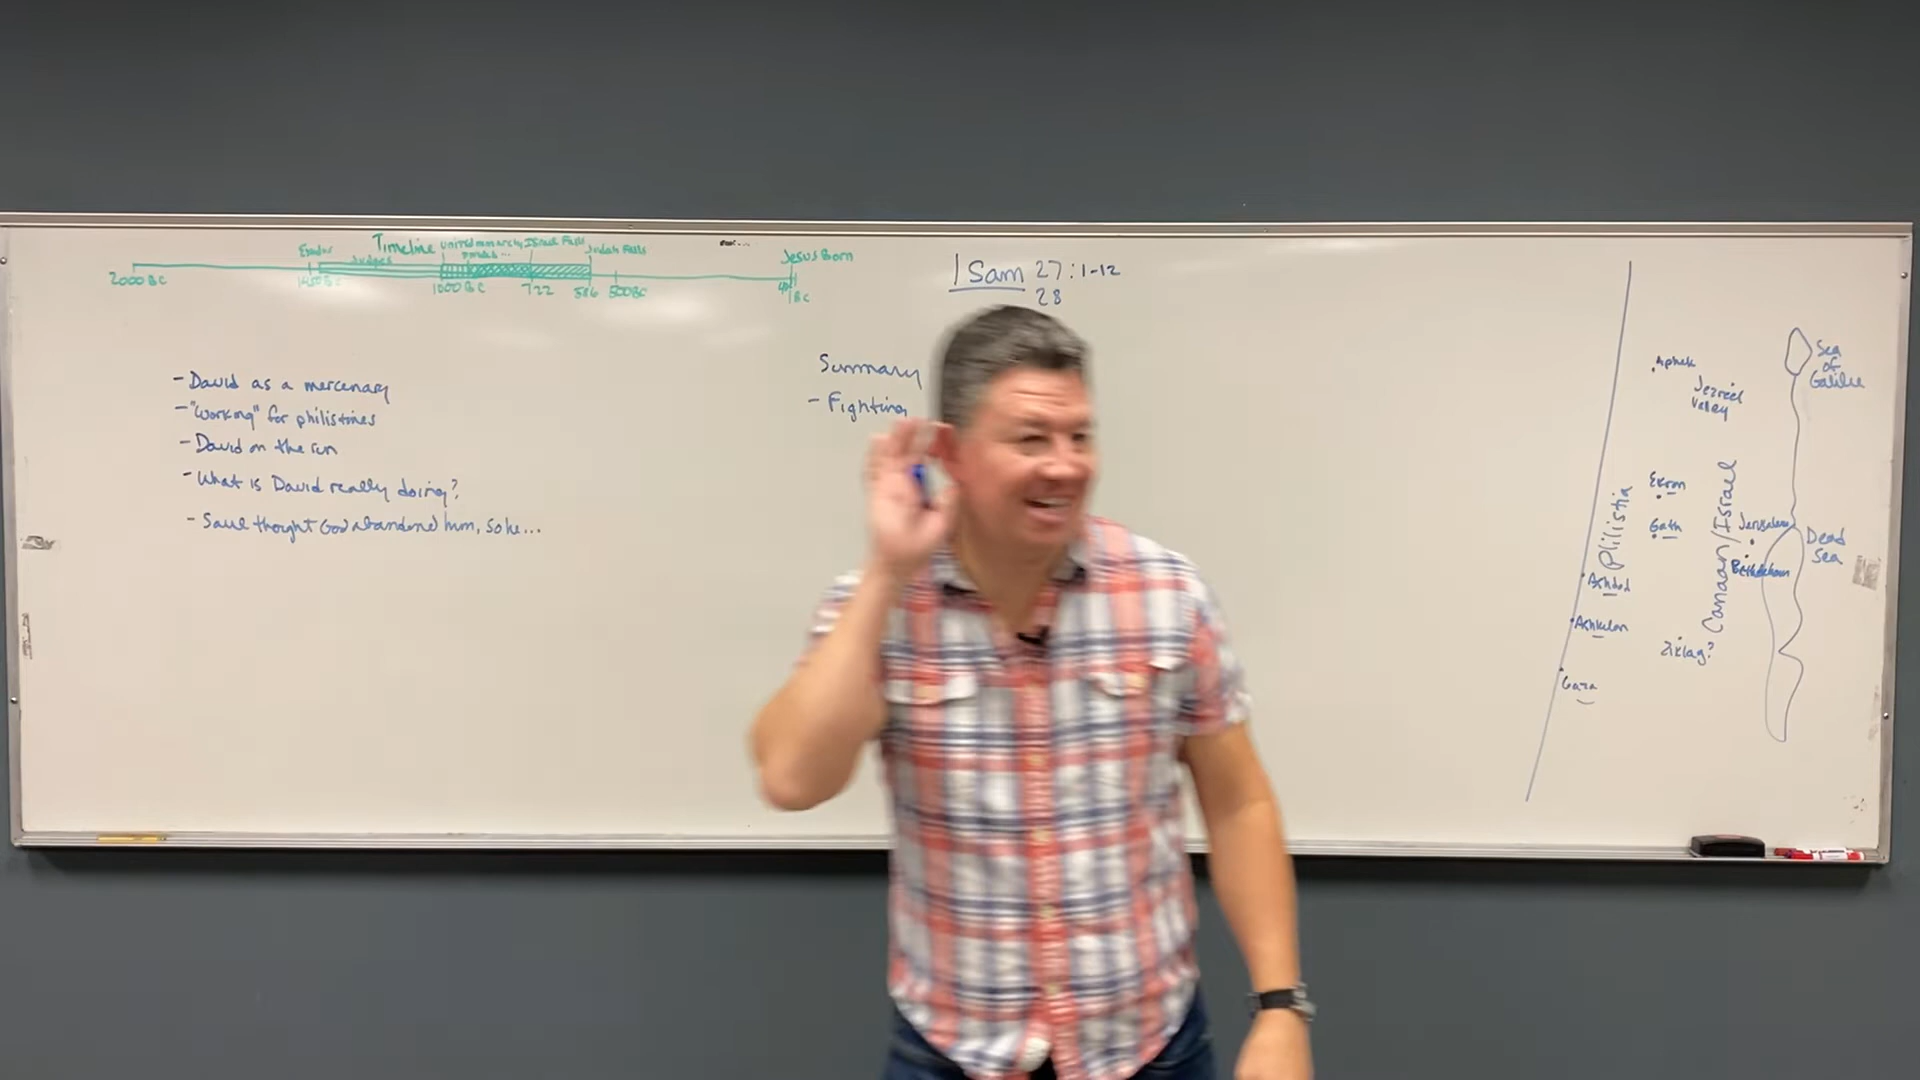 Timeline
Exodus
Judges
United monarchy
Israel Falls
Judah Falls
Jesus Born
2000 BC
1000 BC
722
586
500 BC
1 BC
1 Sam 27:1-12
28
- David as a mercenary
- "Working" for philistines
- David on the run
- What is David really doing?
- Saul thought God abandoned him, so he...
Summary
- Fighting
Aphek
Jezreel
Valley
Sea
of
Galilee
Philistia
Canaan/Israel
Ekron
Gath
Jerusalem
Dead
Sea
Bethlehem
Ashdod
Ashkelon
Ziklag?
Gaza